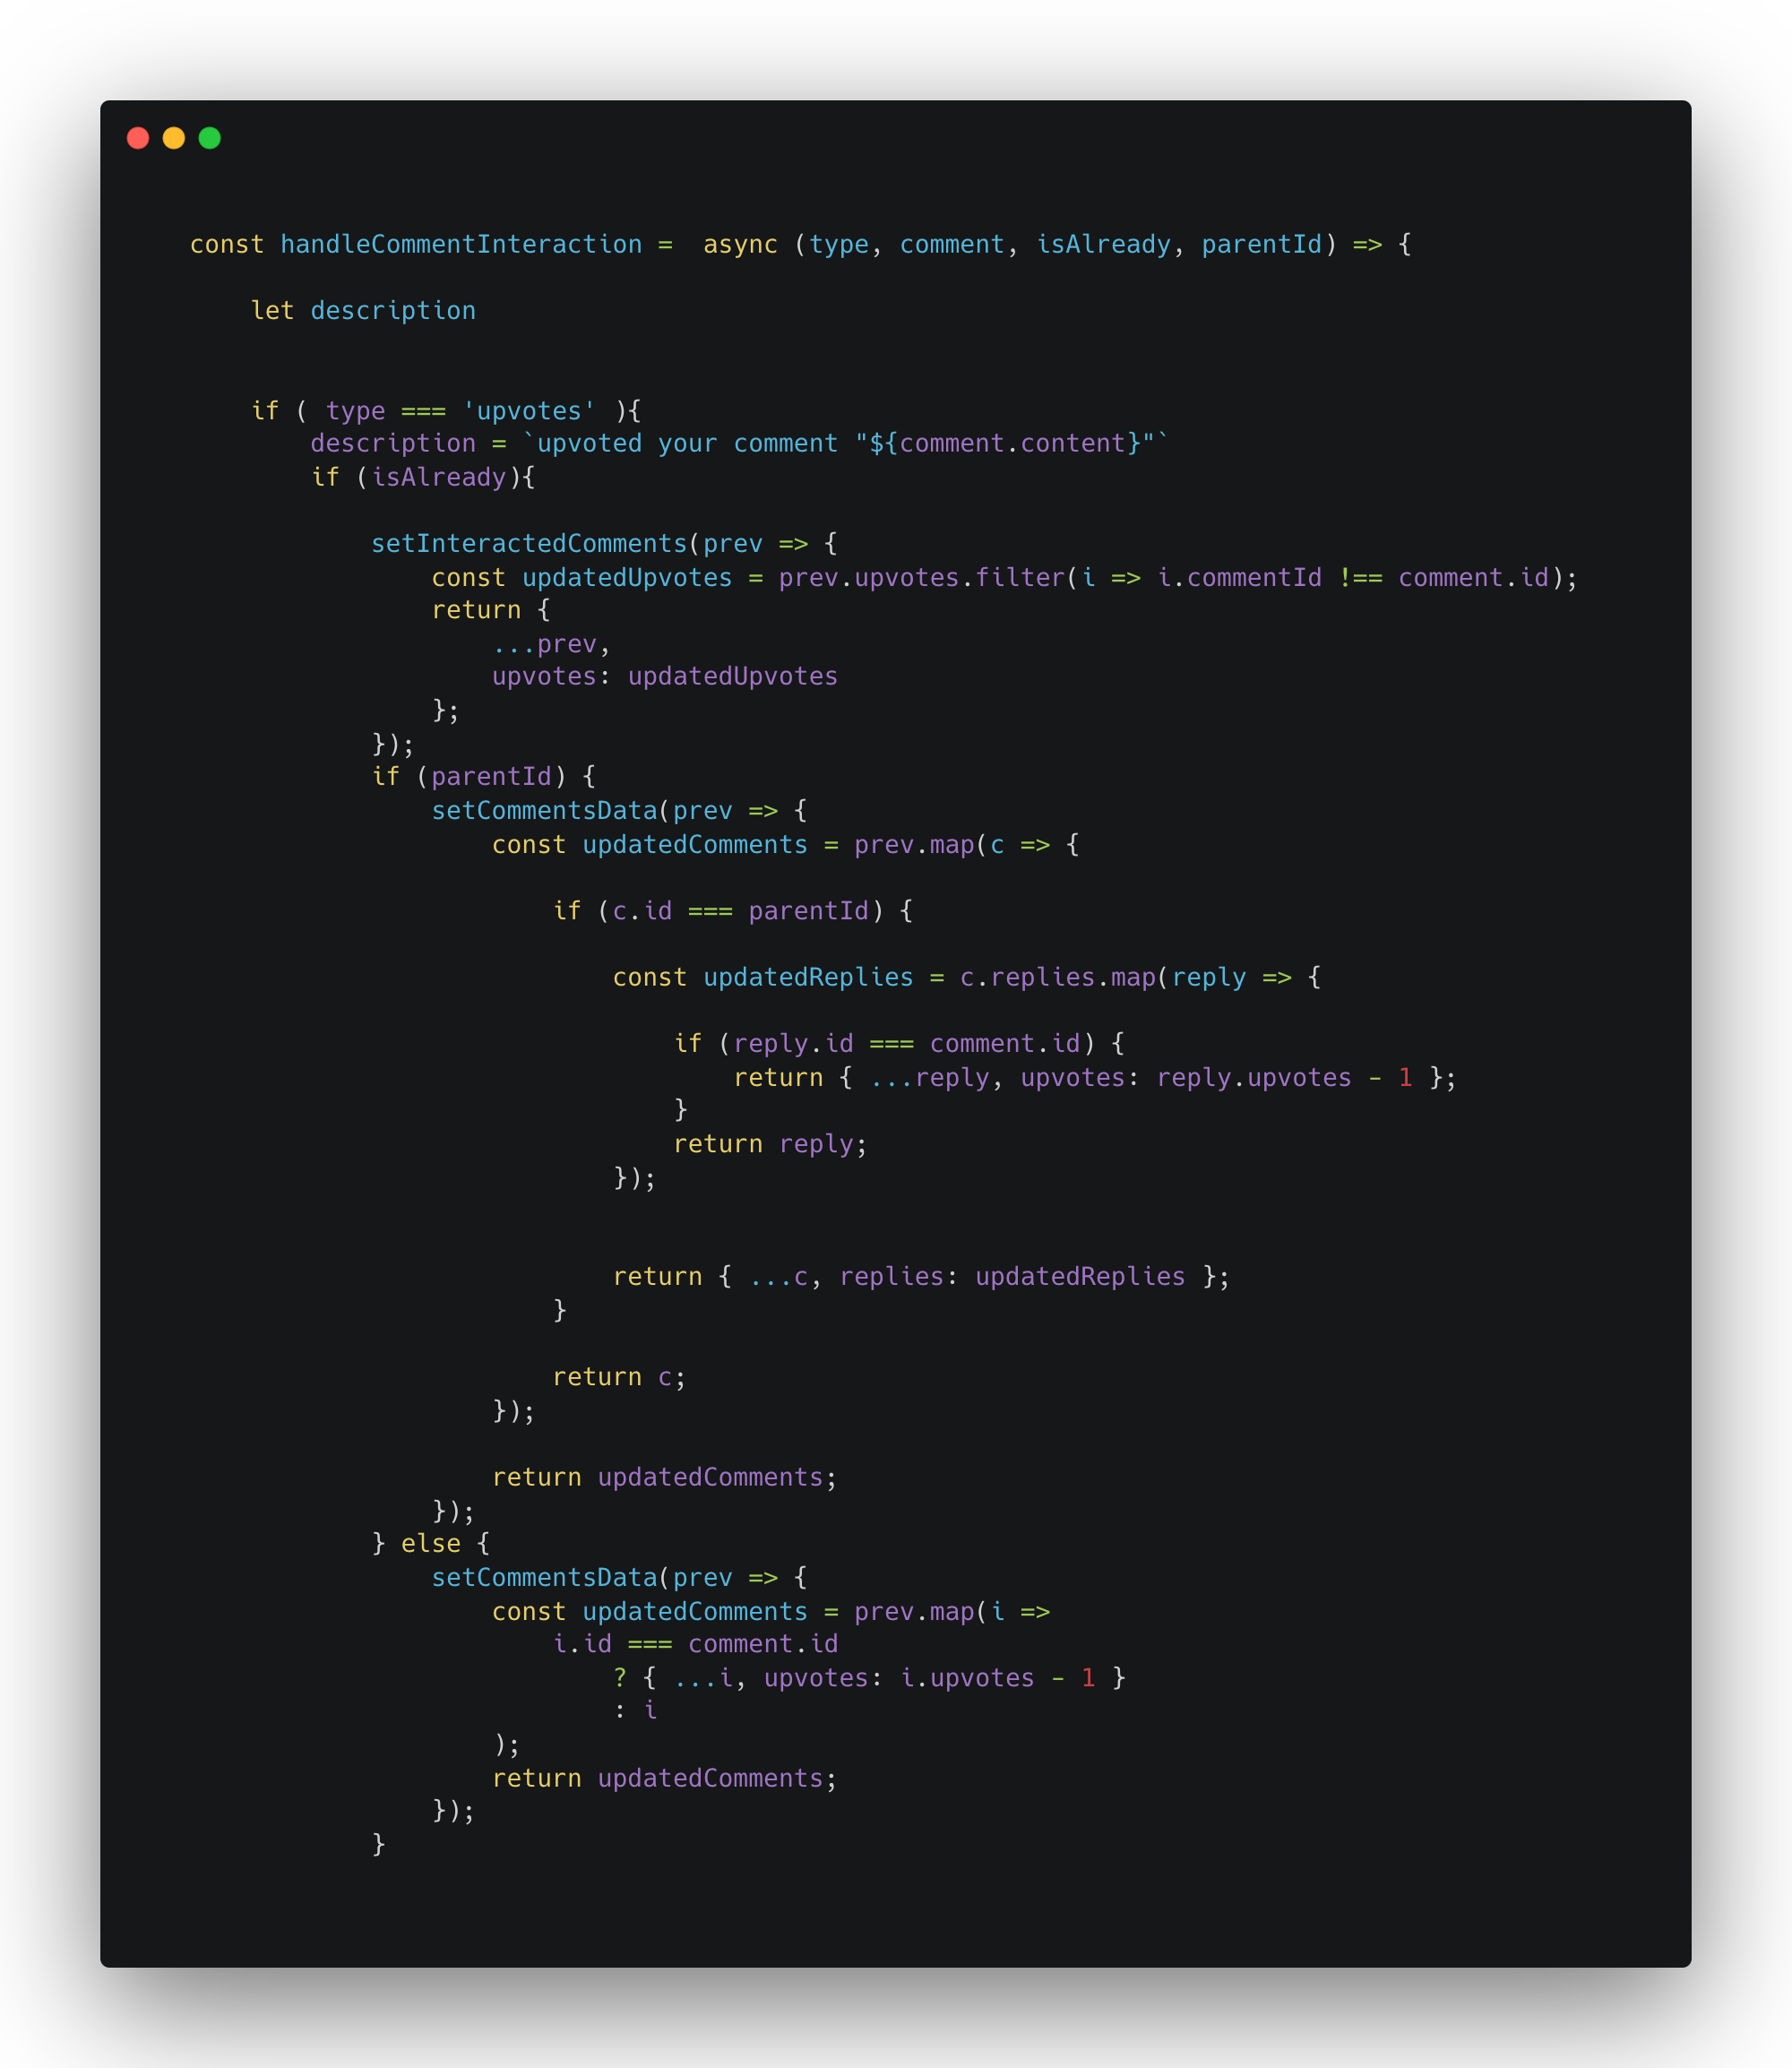 const handleCommentInteraction =  async (type, comment, isAlready, parentId) => {
let description
if ( type === 'upvotes' ){
description = `upvoted your comment "${comment.content}"`
if (isAlready){
setInteractedComments(prev => {
const updatedUpvotes = prev.upvotes.filter(i => i.commentId !== comment.id);
return {
...prev,
upvotes: updatedUpvotes
};
});
if (parentId) {
setCommentsData(prev => {
const updatedComments = prev.map(c => {
if (c.id === parentId) {
const updatedReplies = c.replies.map(reply => {
if (reply.id === comment.id) {
return { ...reply, upvotes: reply.upvotes - 1 };
}
return reply;
});
return { ...c, replies: updatedReplies };
}
return c;
});
return updatedComments;
});
} else {
setCommentsData(prev => {
const updatedComments = prev.map(i =>
i.id === comment.id
? { ...i, upvotes: i.upvotes - 1 }
: i
);
return updatedComments;
});
}